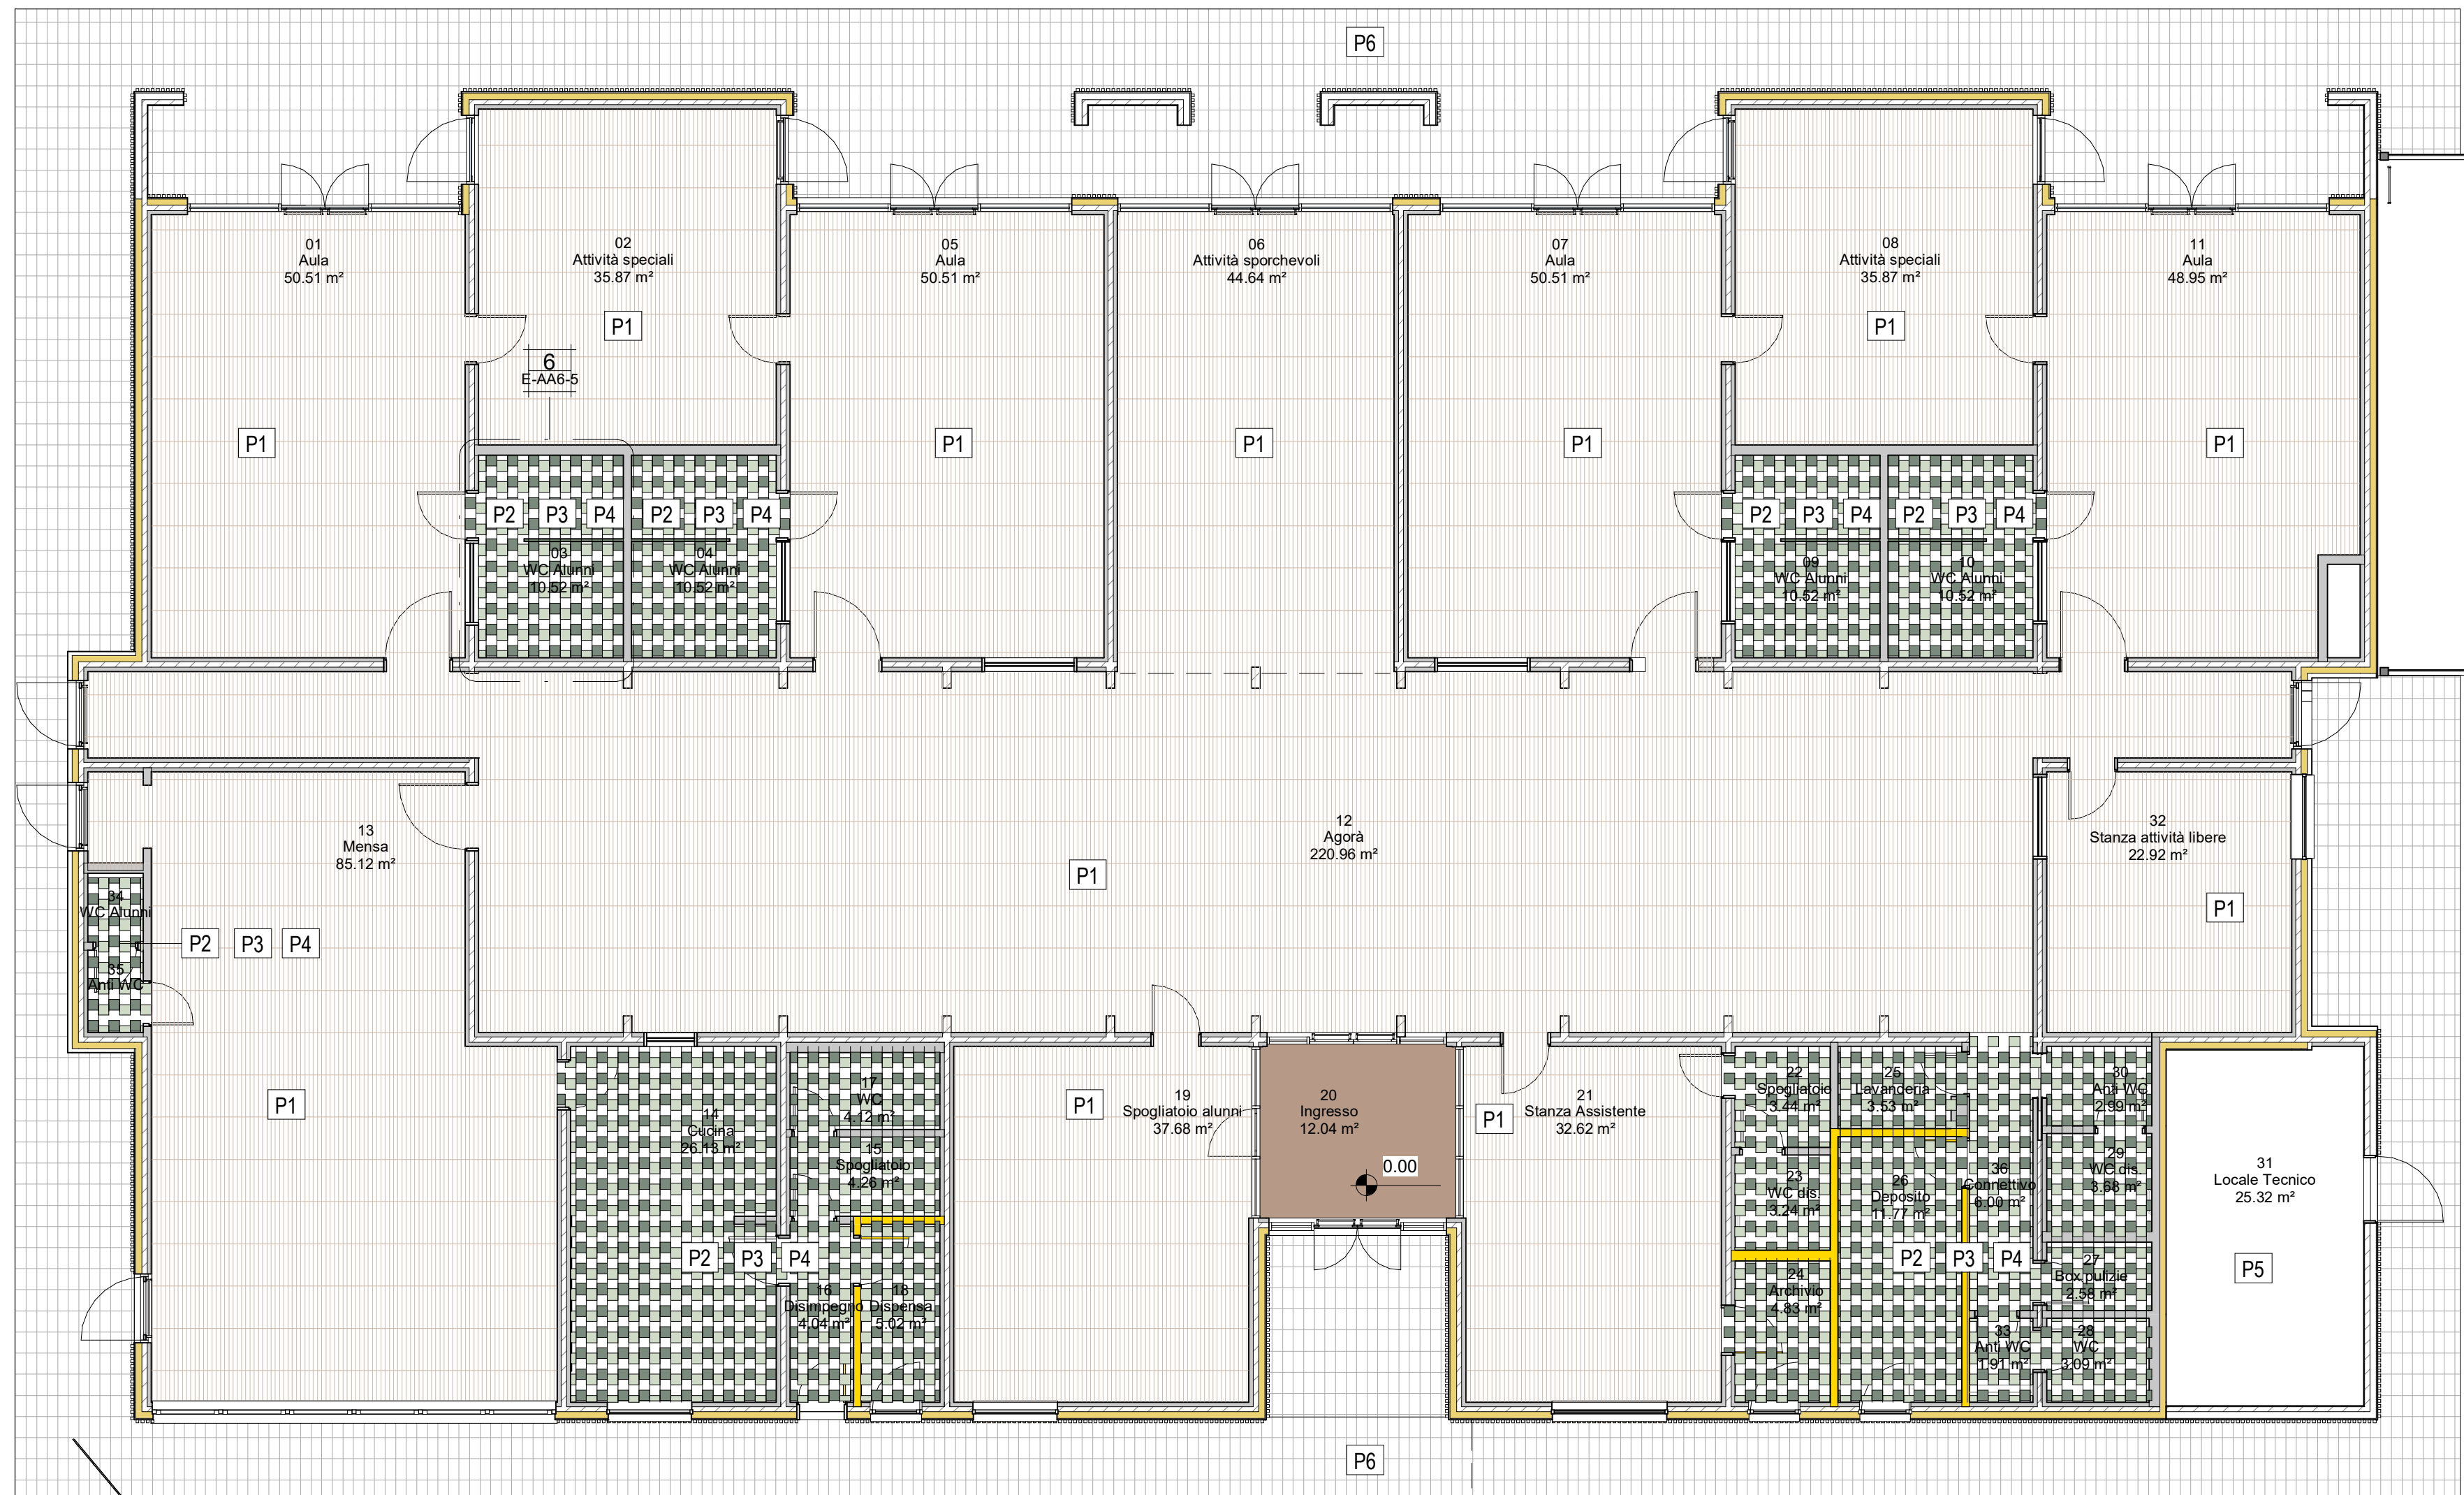 P6
01
Aula
50.51 m²
02
Attività speciali
35.87 m²
05
Aula
50.51 m²
06
Attività sporchevoli
44.64 m²
07
Aula
50.51 m²
08
Attività speciali
35.87 m²
11
Aula
48.95 m²
P1
P1
6
E-AA6-5
P1
P1
P1
P1
P1
P2 P3 P4 P2 P3 P4
P2 P3 P4 P2 P3 P4
03
WC Alunni
10.52 m²
04
WC Alunni
10.52 m²
09
WC Alunni
10.52 m²
10
WC Alunni
10.52 m²
13
Mensa
85.12 m²
12
Agorà
220.96 m²
32
Stanza attività libere
22.92 m²
P1
P1
34
WC Alunni
P2 P3 P4
35
Anti WC
P1
14
Cucina
26.13 m²
17
WC
4.12 m²
15
Spogliatoio
4.26 m²
P2 P3 P4
16
Disimpegno
4.04 m²
18
Dispensa
5.02 m²
P1
19
Spogliatoio alunni
37.68 m²
20
Ingresso
12.04 m²
0.00
P1
21
Stanza Assistente
32.62 m²
22
Spogliatoio
3.44 m²
25
Lavanderia
3.53 m²
30
Anti WC
2.99 m²
23
WC dis.
3.24 m²
26
Deposito
11.77 m²
36
Connettivo
6.00 m²
29
WC dis.
3.68 m²
P2 P3 P4
24
Archivio
4.83 m²
27
Box pulizie
2.58 m²
33
Anti WC
1.91 m²
28
WC
3.09 m²
31
Locale Tecnico
25.32 m²
P5
P6